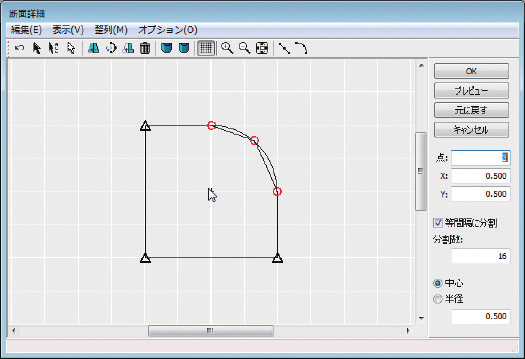 断面詳細
編集(E) 表示(V) 整列(M) オプション(O)
OK
プレビュー
元に戻す
キャンセル
点:
X: 0.500
Y: 0.500
等間隔に分割
分割数:
16
中心
半径
0.500